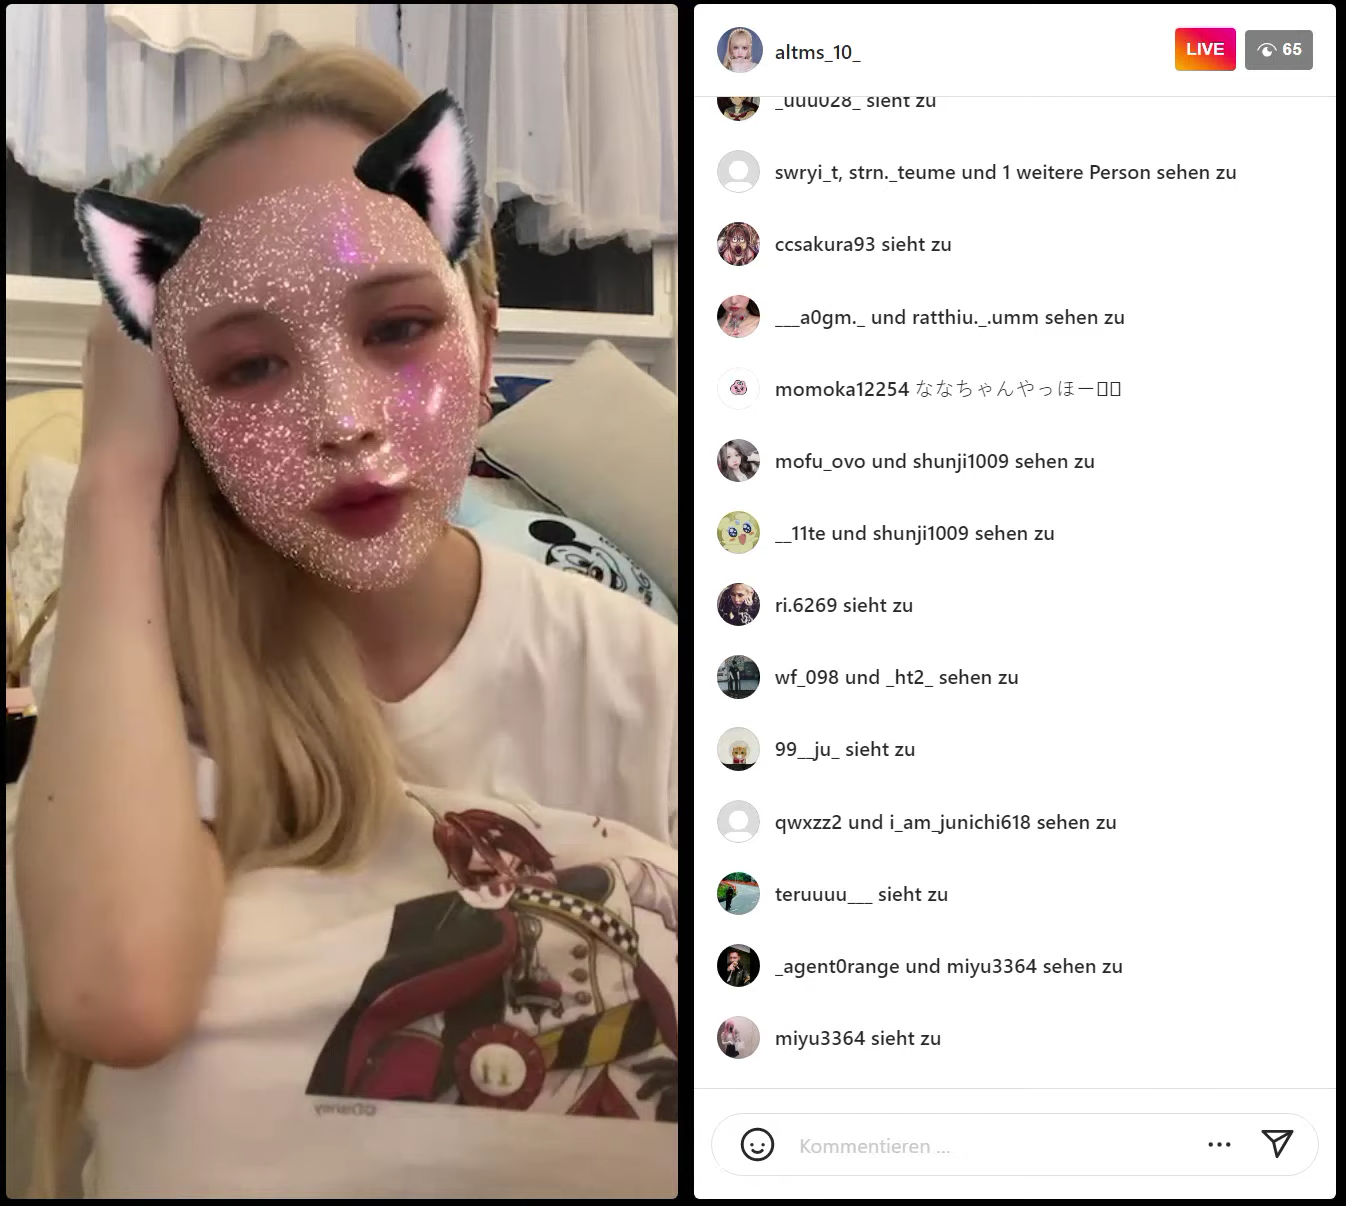 altms_10_
LIVE
65
_uuu028_ sieht zu
swryi_t, strn._teume und 1 weitere Person sehen zu
ccsakura93 sieht zu
___a0gm._ und ratthiu._.umm sehen zu
momoka12254 ななちゃんやっほー
mofu_ovo und shunji1009 sehen zu
__11te und shunji1009 sehen zu
ri.6269 sieht zu
wf_098 und _ht2_ sehen zu
99__ju_ sieht zu
qwxzz2 und i_am_junichi618 sehen zu
teruuuu___ sieht zu
_agent0range und miyu3364 sehen zu
miyu3364 sieht zu
Kommentieren ...
©Disney